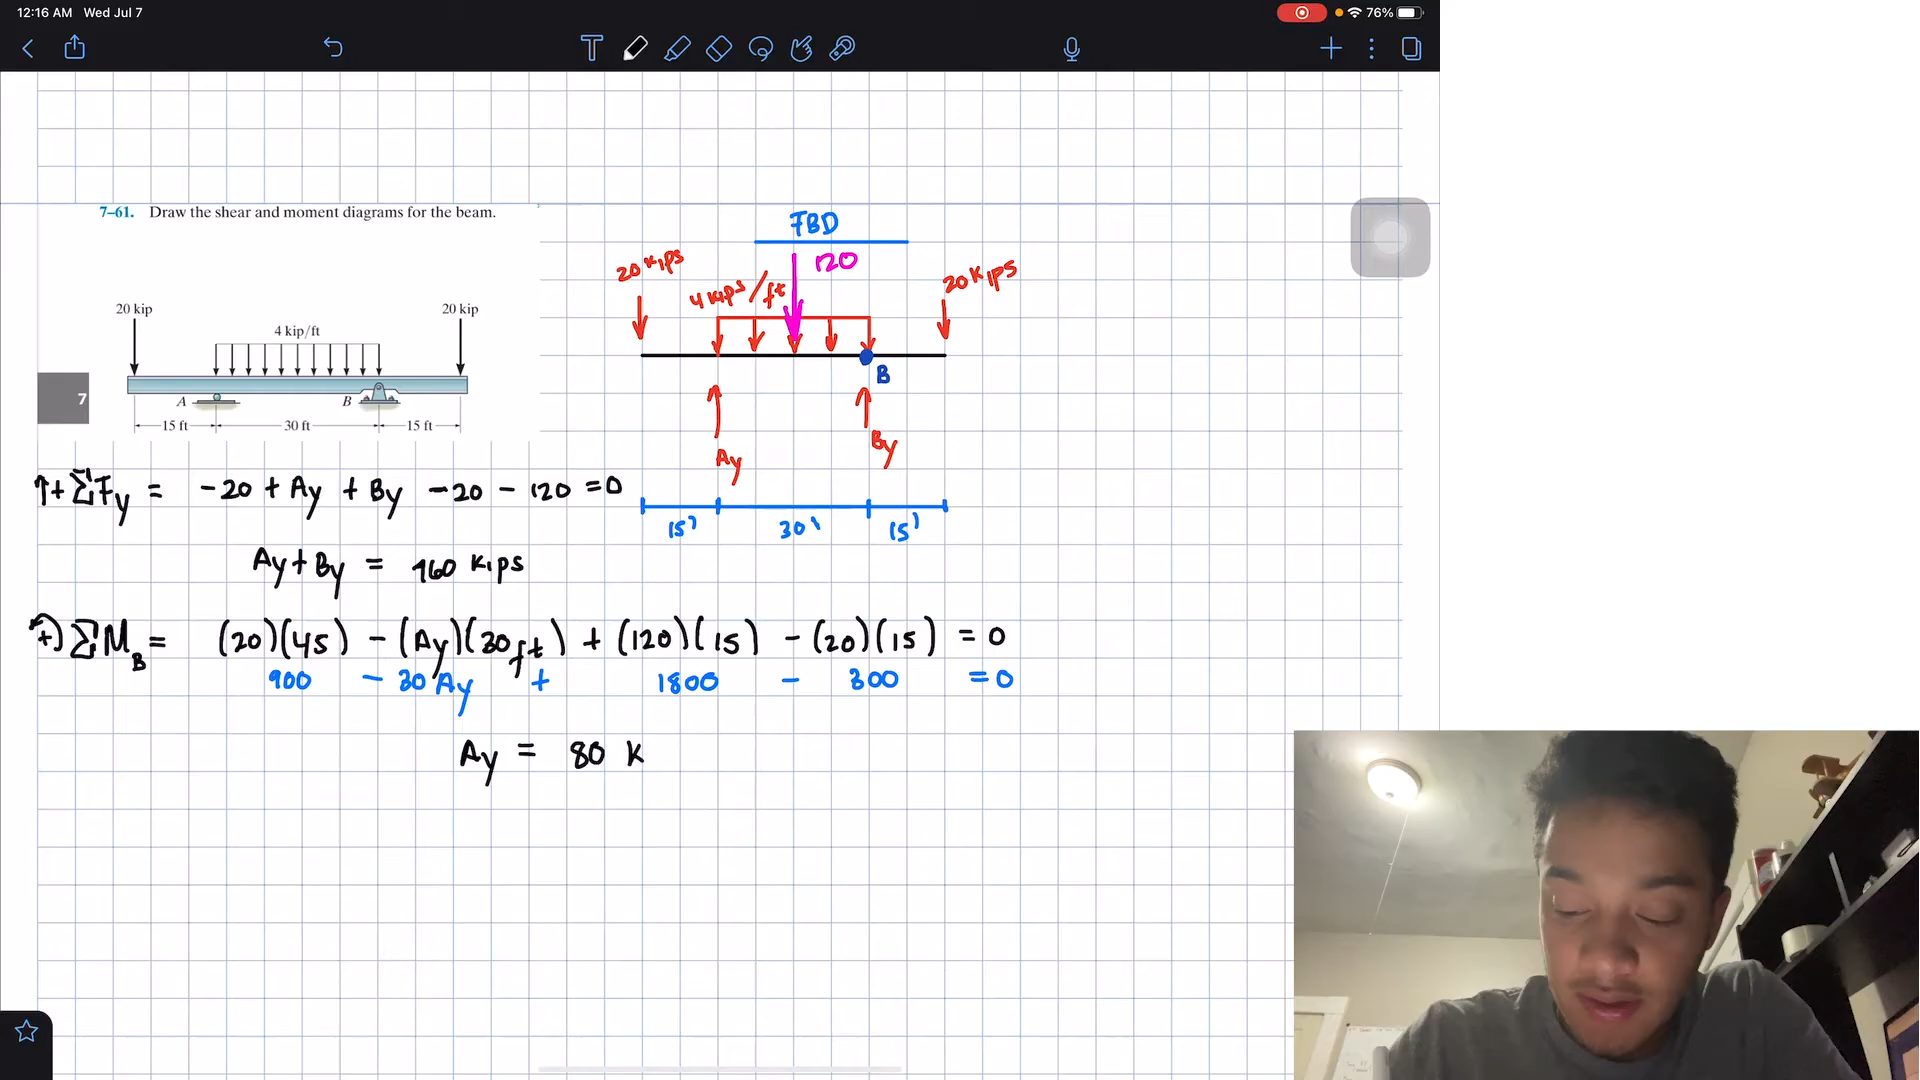 12:16 AM Wed Jul 7
76%
7–61. Draw the shear and moment diagrams for the beam.
20 kip
20 kip
4 kip/ft
7
A
B
15 ft
30 ft
15 ft
FBD
120
20 Kips
4 Kips/ft
20 Kips
B
Ay
By
15'
30'
15'
↑+ ΣFy = -20 + Ay + By -20 - 120 = 0
Ay + By = 160 Kips
+) ΣM_B = (20)(45) - (Ay)(30ft) + (120)(15) - (20)(15) = 0
900 - 30 Ay + 1800 - 300 = 0
Ay = 80 K